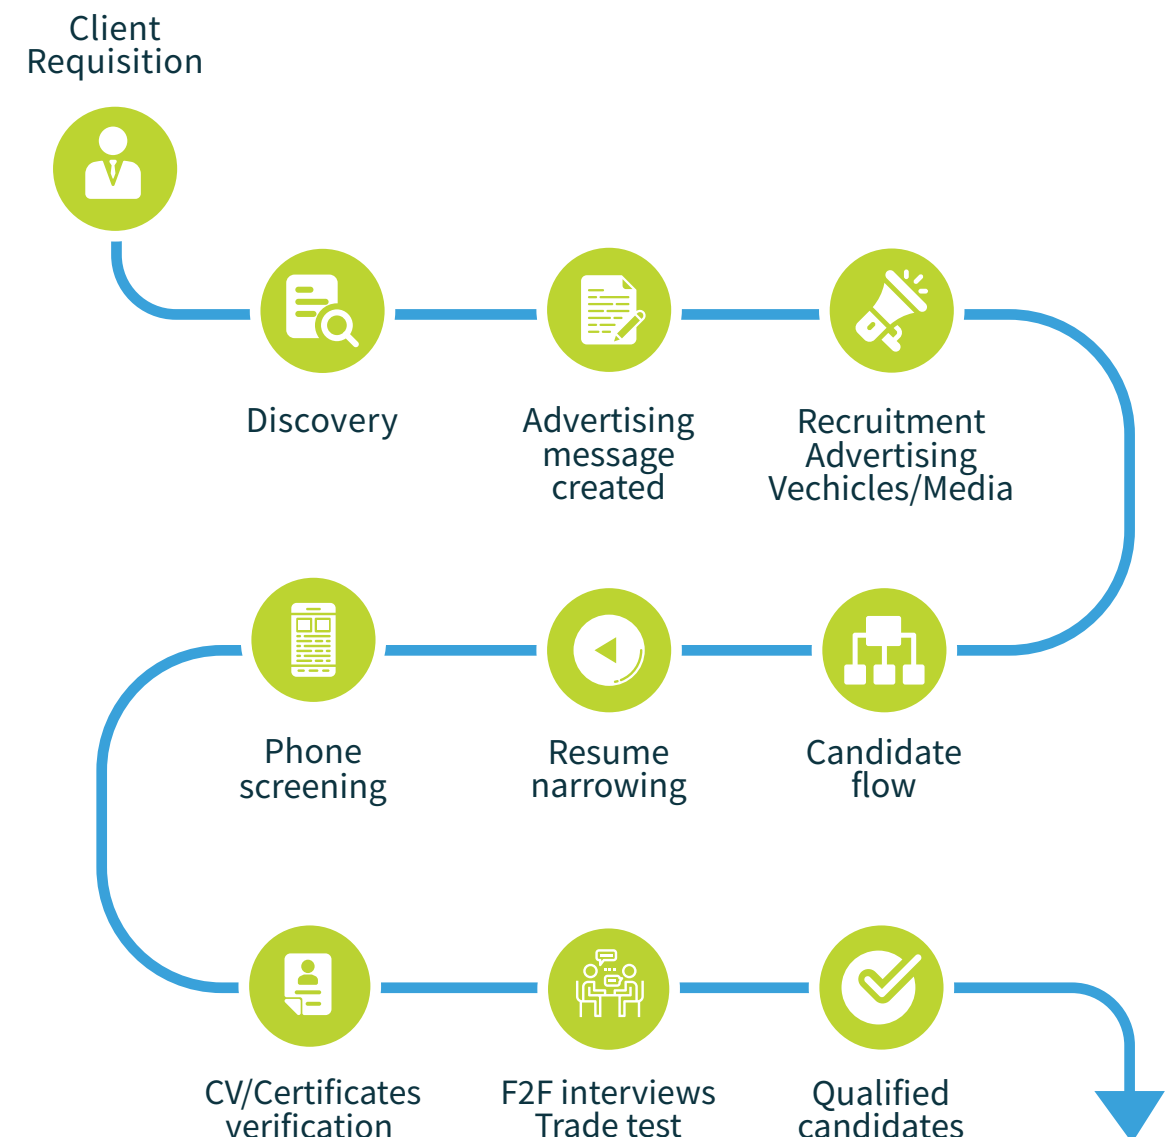 Client
Requisition
Discovery
Advertising
message
created
Recruitment
Advertising
Vechicles/Media
Phone
screening
Resume
narrowing
Candidate
flow
CV/Certificates
verification
F2F interviews
Trade test
Qualified
candidates